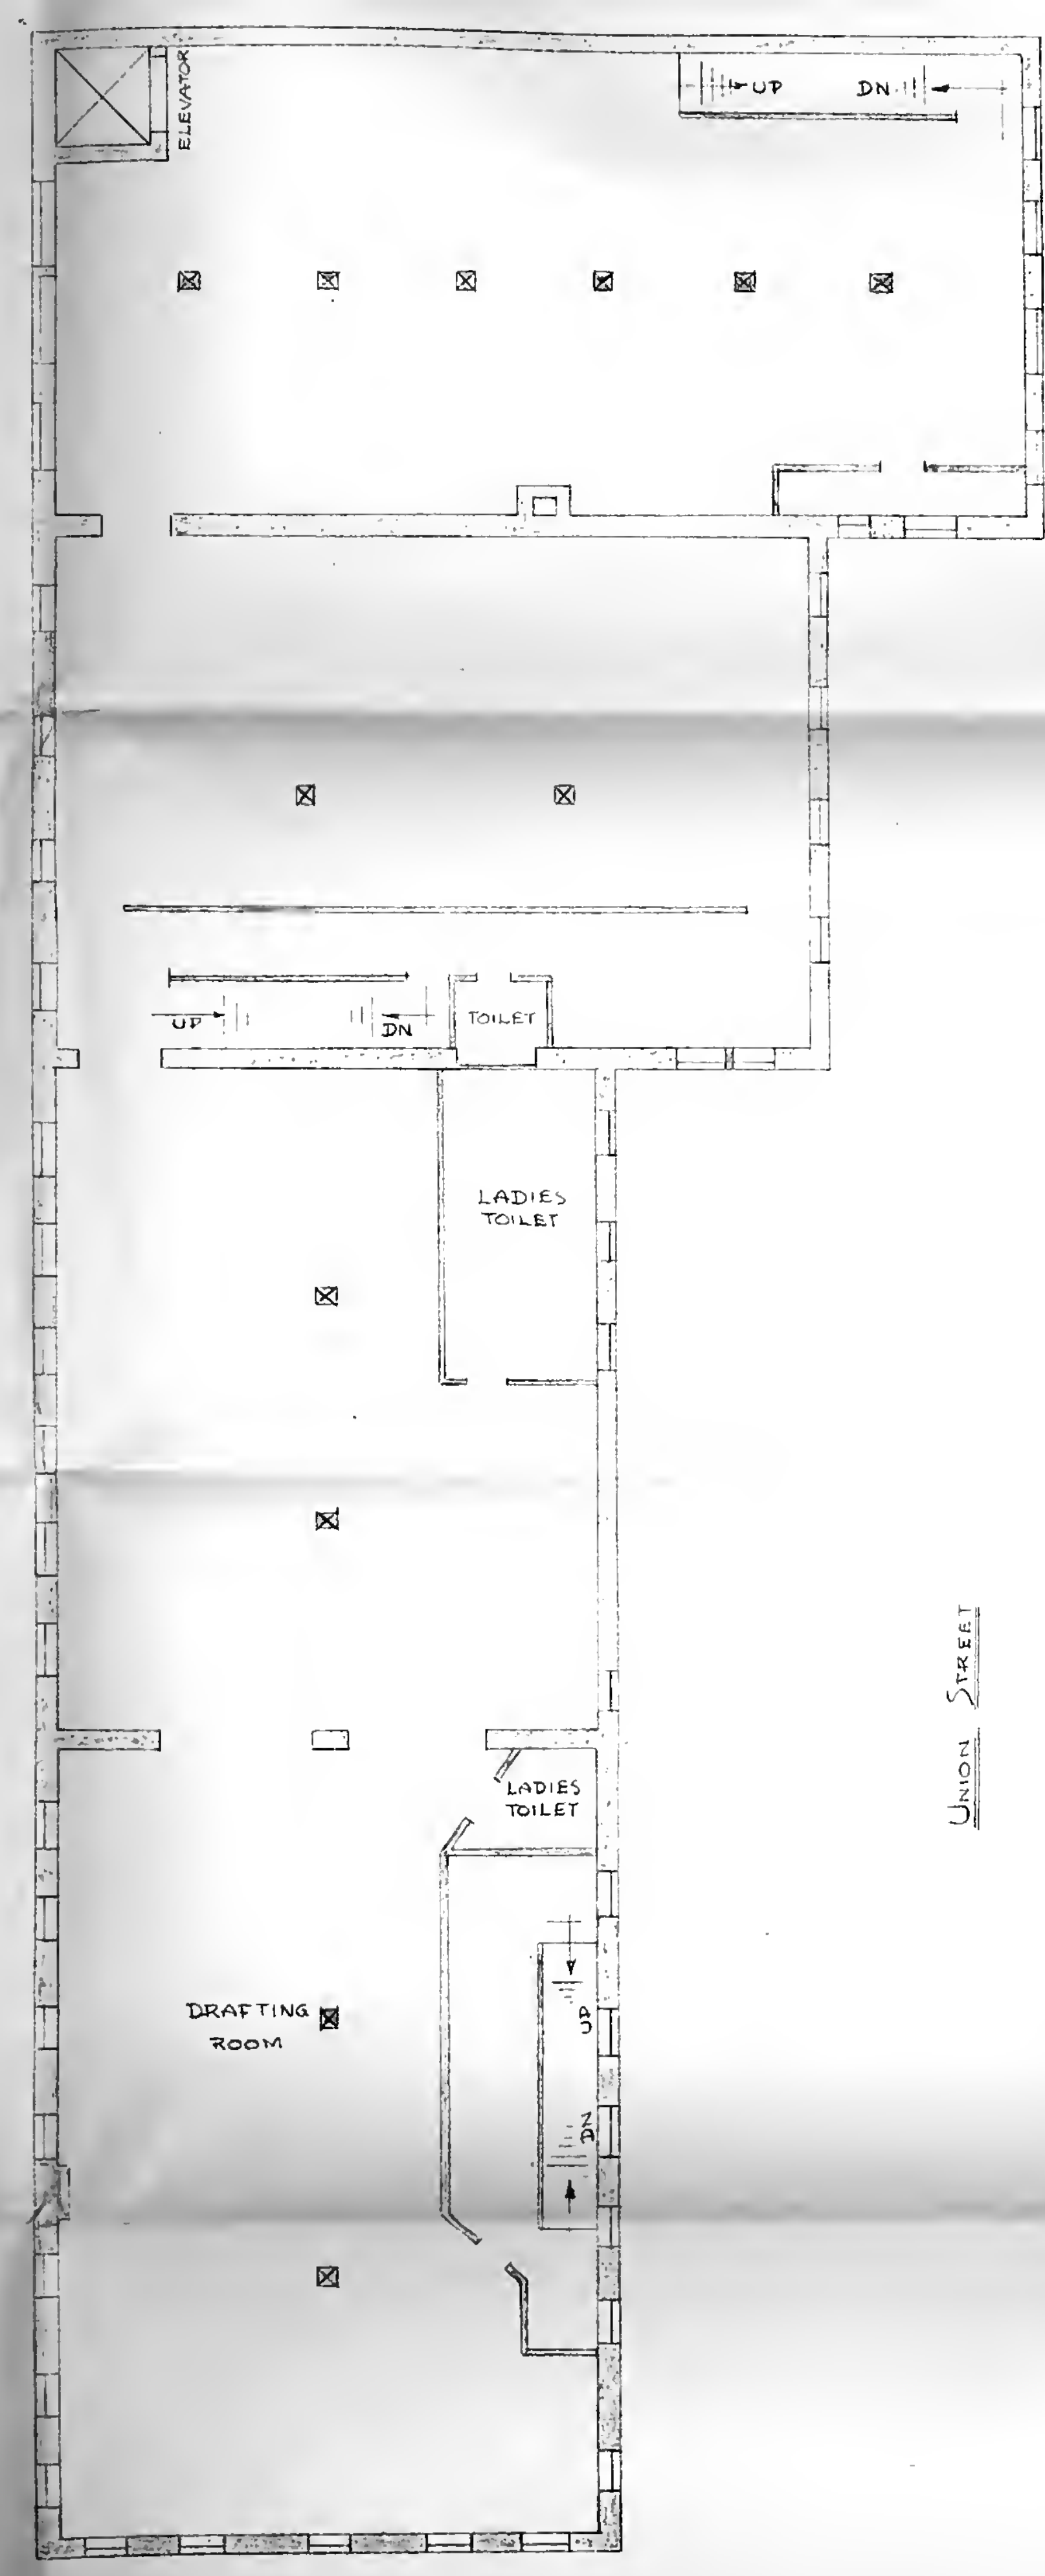 ELEVATOR
UP
DN
UP
DN
TOILET
LADIES
TOILET
UNION STREET
LADIES
TOILET
DRAFTING
ROOM
UP
DN